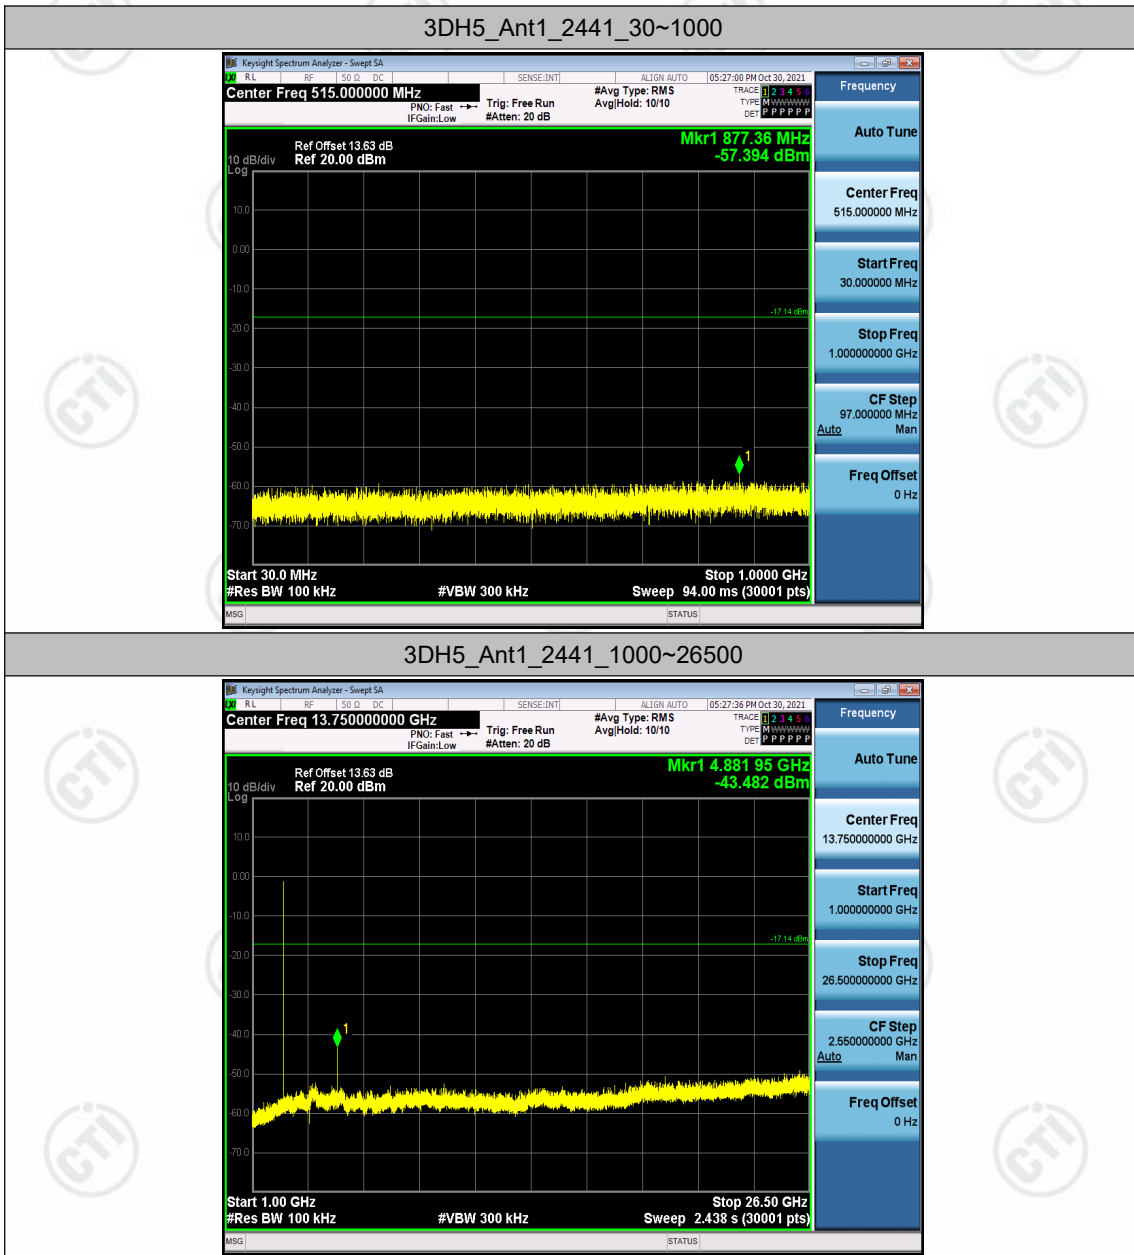 3DH5_Ant1_2441_30~1000
Keysight Spectrum Analyzer - Swept SA
LXI RL RF 50 Ω DC SENSE:INT ALIGN AUTO 05:27:00 PM Oct 30, 2021
Center Freq 515.000000 MHz
PNO: Fast
IFGain:Low
Trig: Free Run
#Atten: 20 dB
#Avg Type: RMS
Avg|Hold: 10/10
TRACE 1 2 3 4 5 6
TYPE M WWWWW
DET P P P P P P
Frequency
Mkr1 877.36 MHz
-57.394 dBm
Ref Offset 13.63 dB
10 dB/div Ref 20.00 dBm
Log
10.0
0.00
-10.0
-17.14 dBm
-20.0
-30.0
-40.0
-50.0
1
-60.0
-70.0
Start 30.0 MHz Stop 1.0000 GHz
#Res BW 100 kHz #VBW 300 kHz Sweep 94.00 ms (30001 pts)
MSG STATUS
Auto Tune
Center Freq
515.000000 MHz
Start Freq
30.000000 MHz
Stop Freq
1.000000000 GHz
CF Step
97.000000 MHz
Auto Man
Freq Offset
0 Hz
3DH5_Ant1_2441_1000~26500
Keysight Spectrum Analyzer - Swept SA
LXI RL RF 50 Ω DC SENSE:INT ALIGN AUTO 05:27:36 PM Oct 30, 2021
Center Freq 13.750000000 GHz
PNO: Fast
IFGain:Low
Trig: Free Run
#Atten: 20 dB
#Avg Type: RMS
Avg|Hold: 10/10
TRACE 1 2 3 4 5 6
TYPE M WWWWW
DET P P P P P P
Frequency
Mkr1 4.881 95 GHz
-43.482 dBm
Ref Offset 13.63 dB
10 dB/div Ref 20.00 dBm
Log
10.0
0.00
-10.0
-17.14 dBm
-20.0
-30.0
-40.0
1
-50.0
-60.0
-70.0
Start 1.00 GHz Stop 26.50 GHz
#Res BW 100 kHz #VBW 300 kHz Sweep 2.438 s (30001 pts)
MSG STATUS
Auto Tune
Center Freq
13.750000000 GHz
Start Freq
1.000000000 GHz
Stop Freq
26.500000000 GHz
CF Step
2.550000000 GHz
Auto Man
Freq Offset
0 Hz
CTI
CTI
CTI
CTI
CTI
CTI